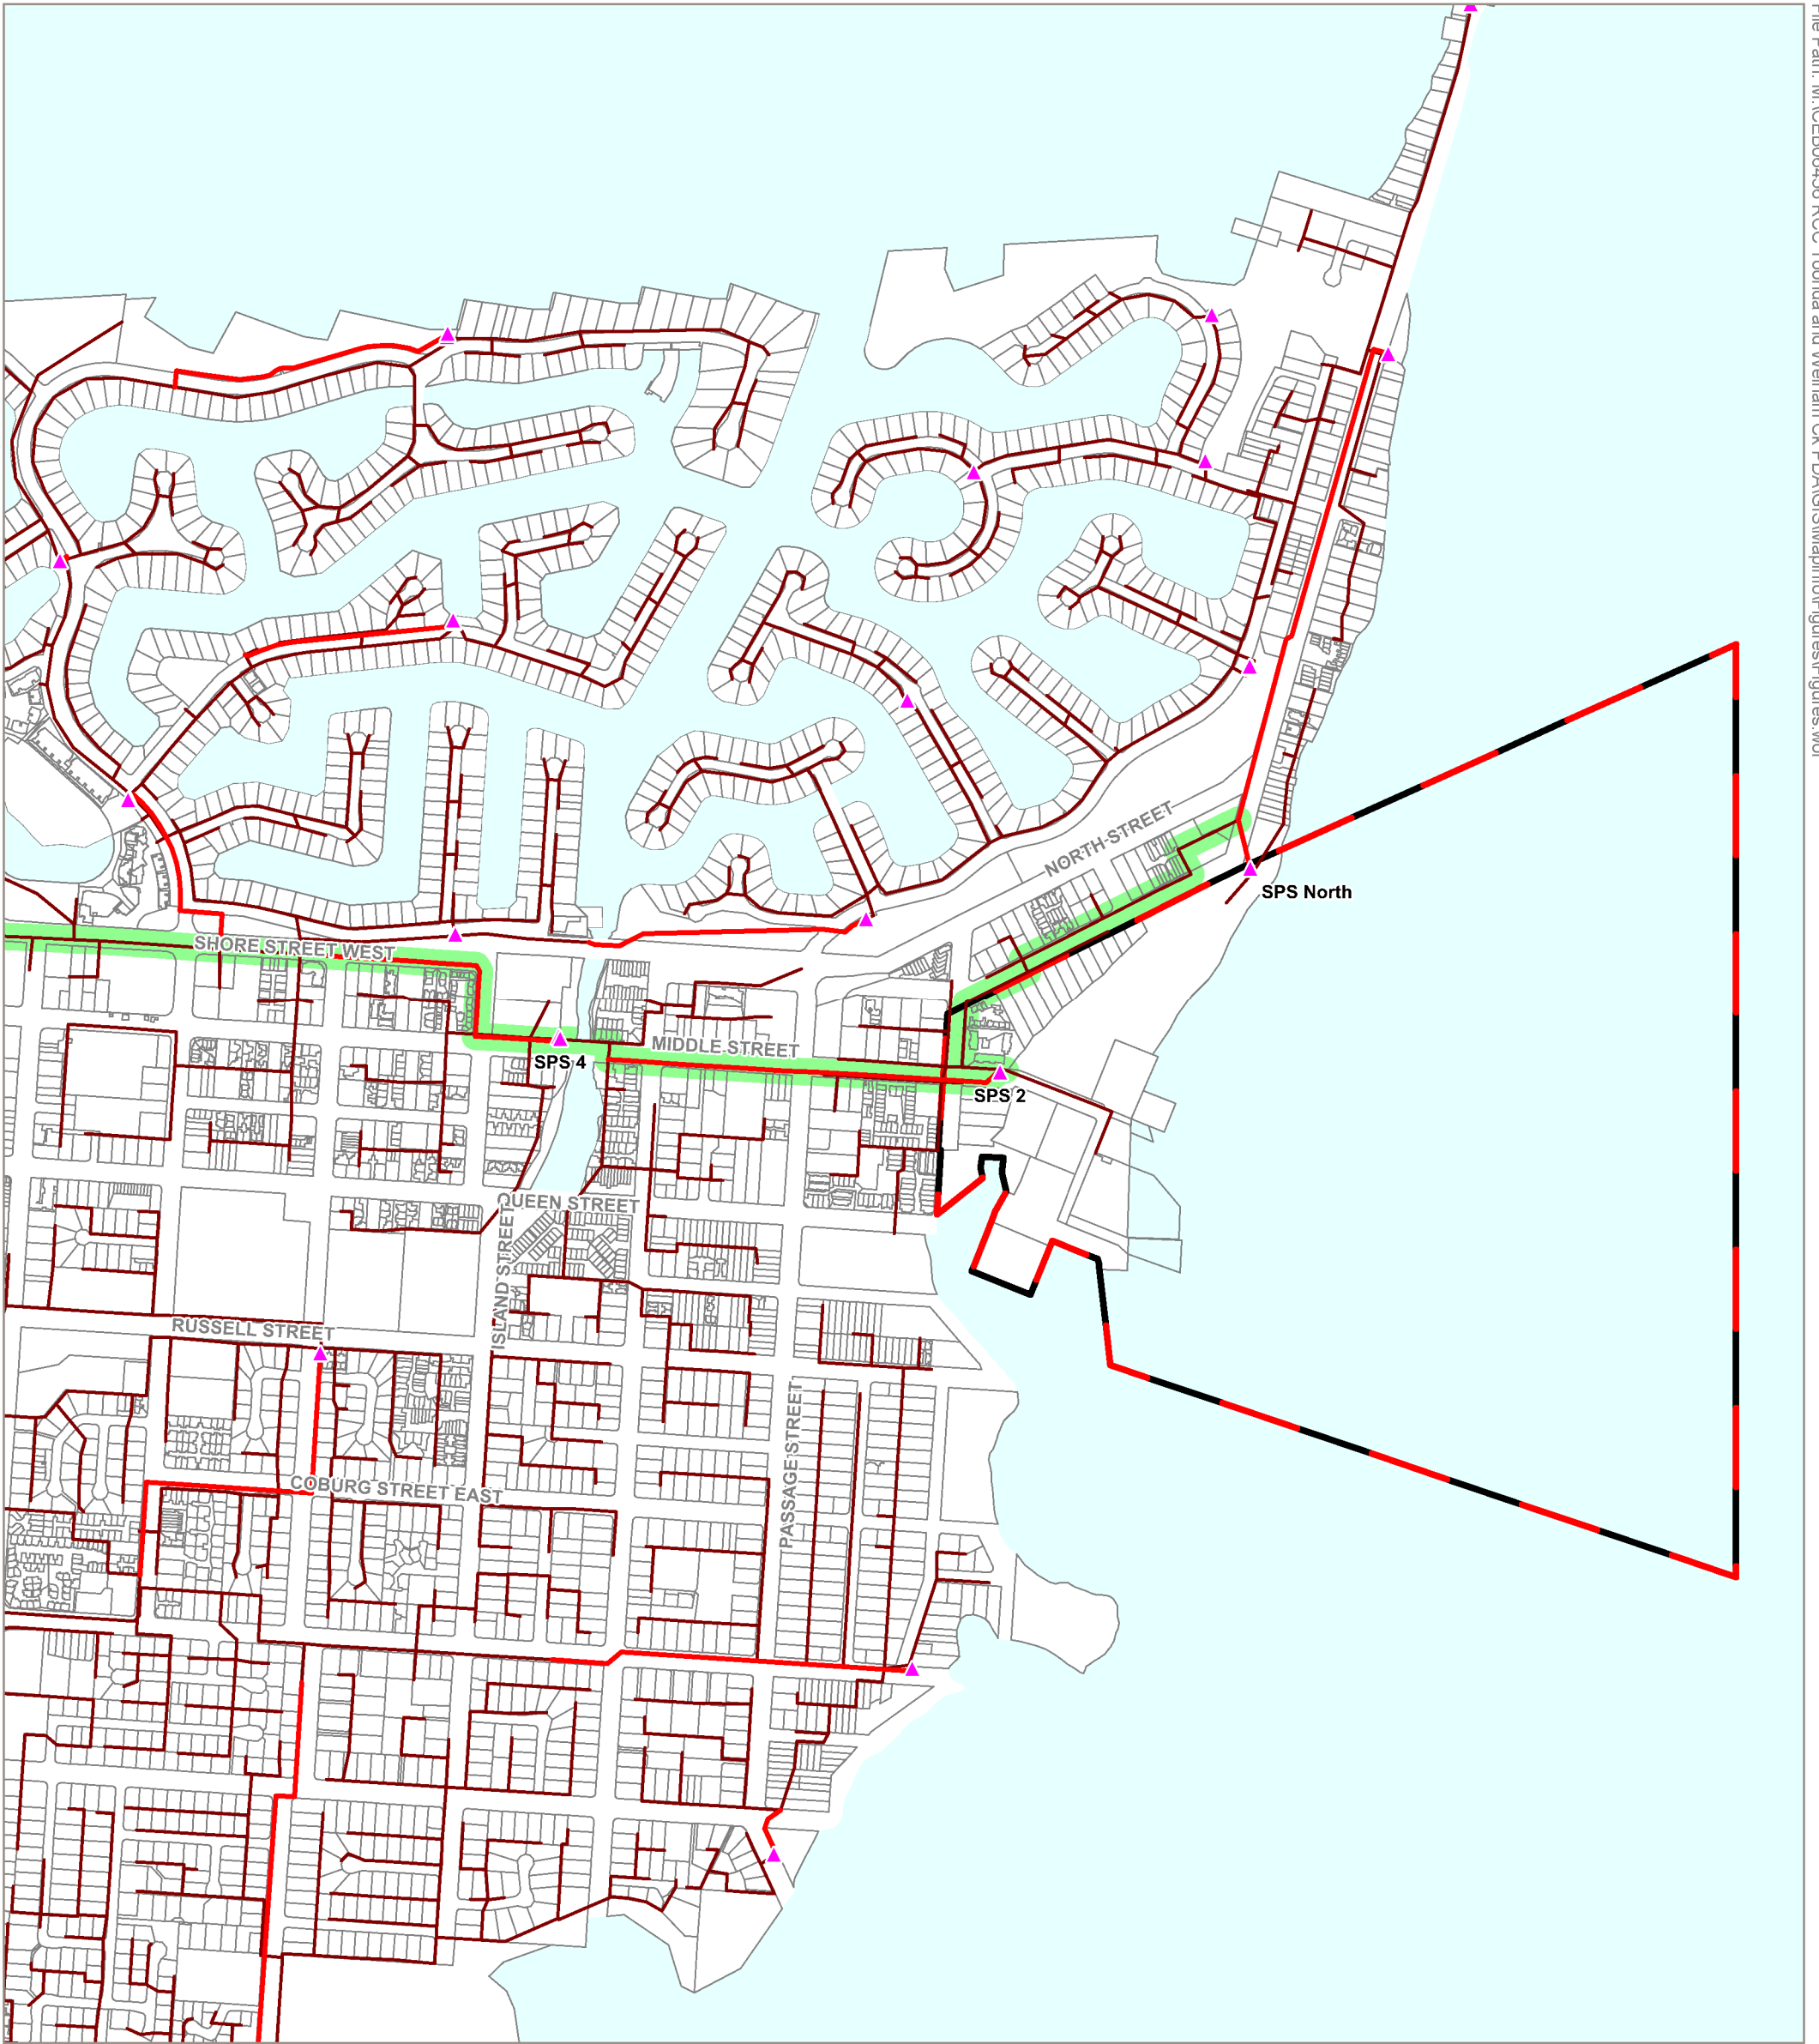 NORTH STREET
SPS North
SHORE STREET WEST
MIDDLE STREET
SPS 4
SPS 2
QUEEN STREET
ISLAND STREET
RUSSELL STREET
PASSAGE STREET
COBURG STREET EAST